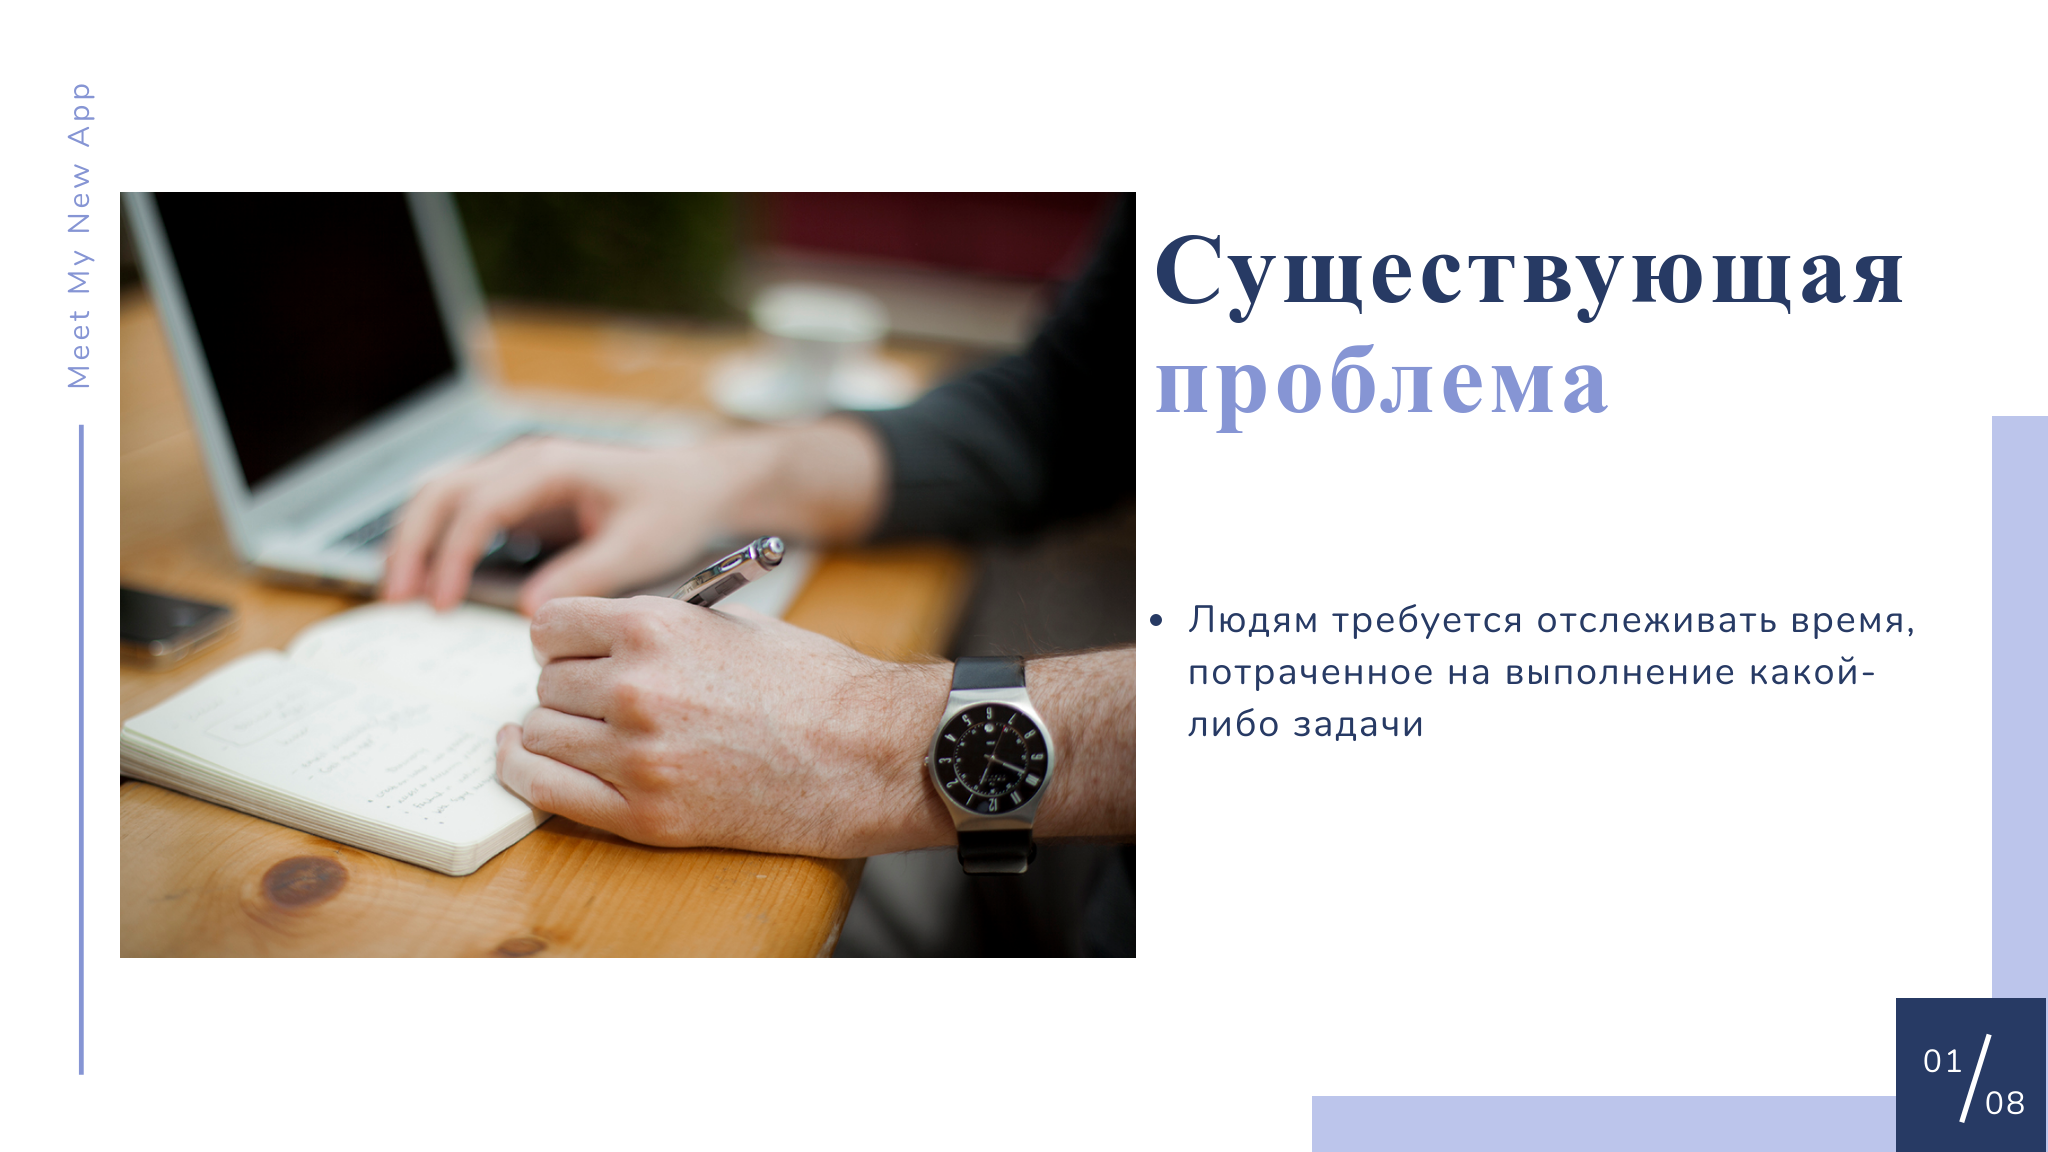 Meet My New App
Существующая
проблема
• Людям требуется отслеживать время,
потраченное на выполнение какой-
либо задачи
01/08